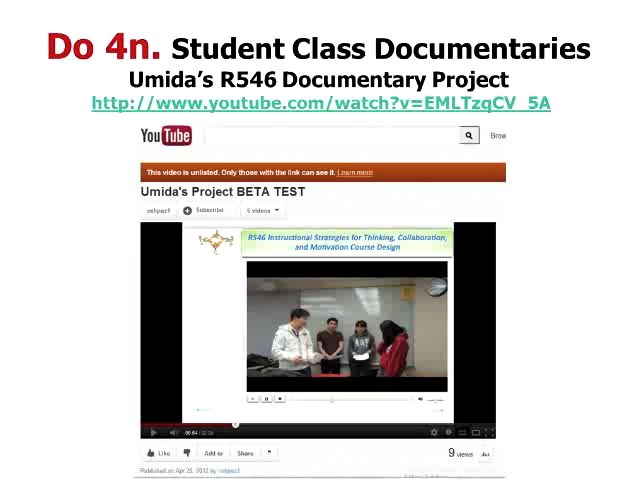 Do 4n. Student Class Documentaries
Umida's R546 Documentary Project
http://www.youtube.com/watch?v=EMLTzqCV_5A
YouTube
Brow
This video is unlisted. Only those with the link can see it. Learn more
Umida's Project BETA TEST
Subscribe
5 videos
R546 Instructional Strategies for Thinking, Collaboration,
and Motivation Course Design
Like
Add to
Share
9 views
Published on Apr 25, 2012 by